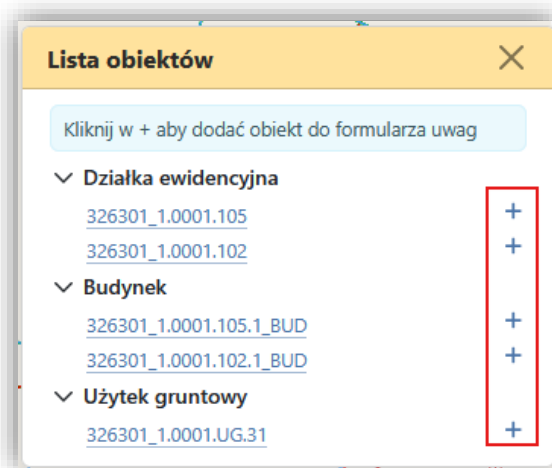 Lista obiektów
Kliknij w + aby dodać obiekt do formularza uwag
Działka ewidencyjna
326301_1.0001.105 +
326301_1.0001.102 +
Budynek
326301_1.0001.105.1_BUD +
326301_1.0001.102.1_BUD +
Użytek gruntowy
326301_1.0001.UG.31 +